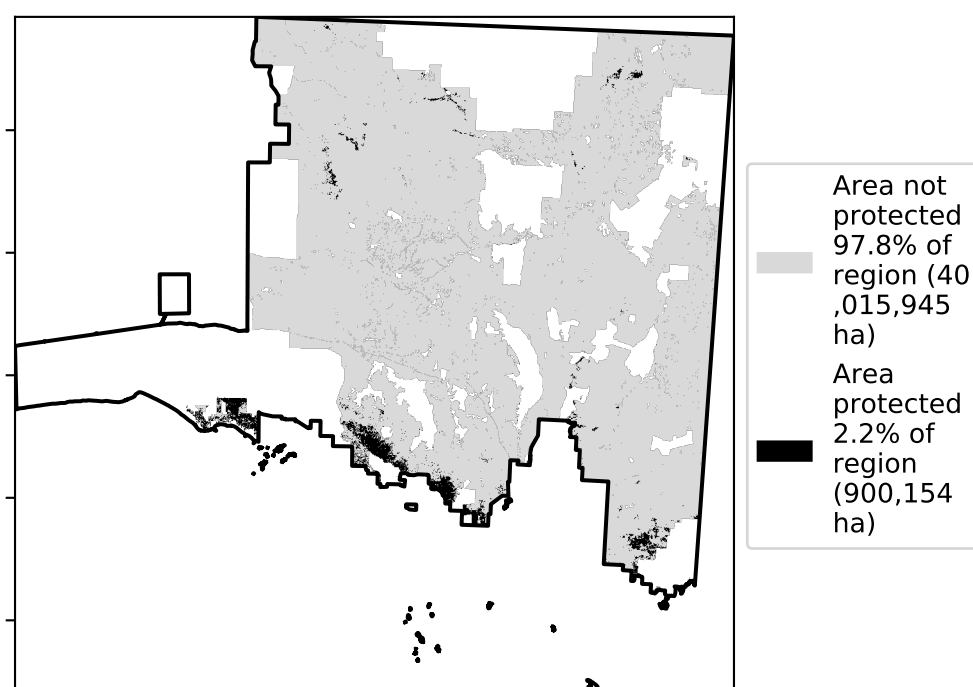 Area not
protected
97.8% of
region (40
,015,945
ha)
Area
protected
2.2% of
region
(900,154
ha)